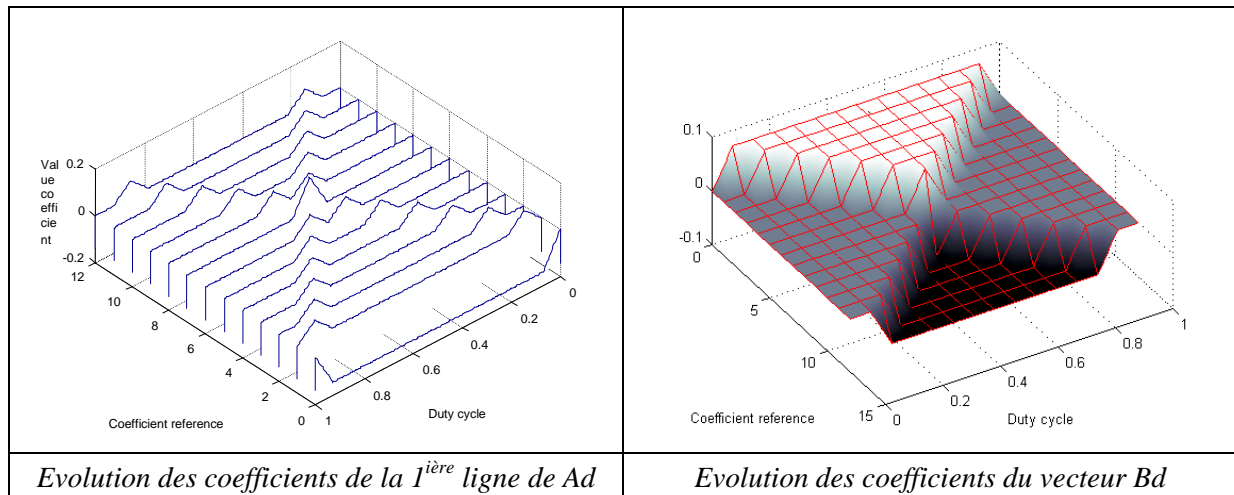 Val
ue c
oeffi
cie
nt
0.2
0
-0.2
12
10
8
6
4
2
0
1
0.8
0.6
0.4
0.2
0
Coefficient reference
Duty cycle
0.1
0
-0.1
0
5
10
15
0
0.2
0.4
0.6
0.8
1
Coefficient reference
Duty cycle
Evolution des coefficients de la 1ière ligne de Ad
Evolution des coefficients du vecteur Bd